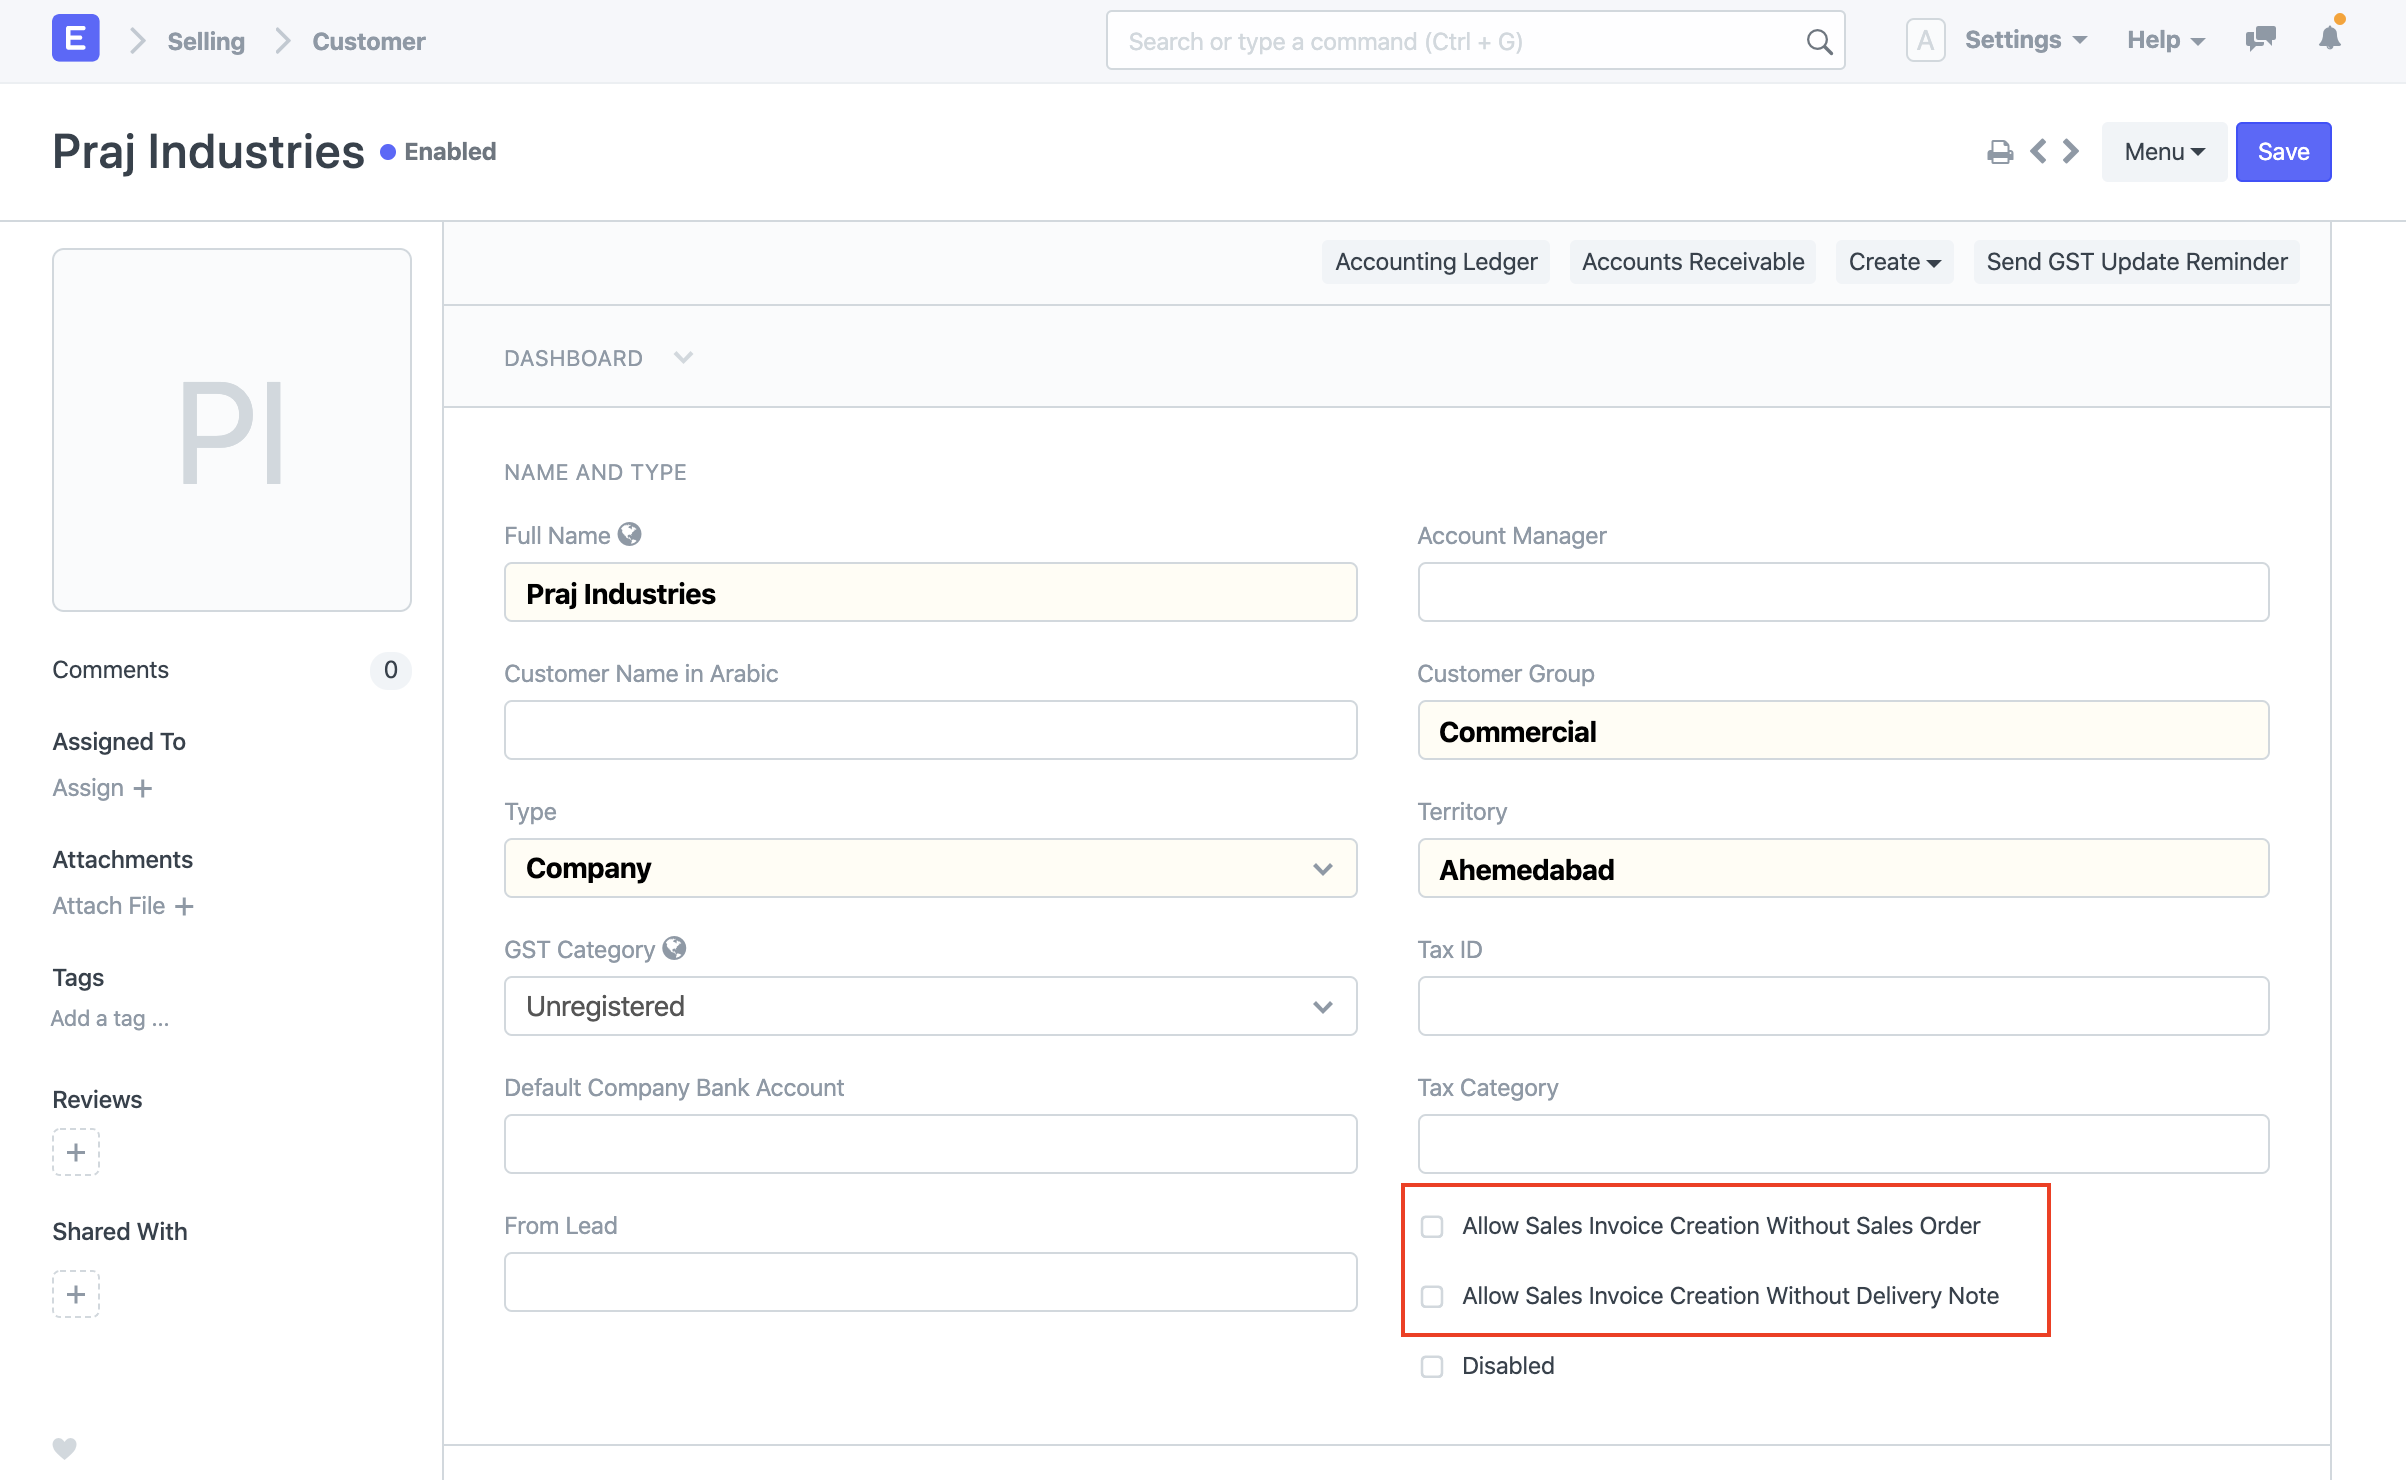 E
Selling
Customer
Search or type a command (Ctrl + G)
A
Settings
Help
Praj Industries
Enabled
Menu
Save
Accounting Ledger
Accounts Receivable
Create
Send GST Update Reminder
PI
Comments
0
Assigned To
Assign +
Attachments
Attach File +
Tags
Add a tag ...
Reviews
+
Shared With
+
DASHBOARD
NAME AND TYPE
Full Name
Praj Industries
Customer Name in Arabic
Type
Company
GST Category
Unregistered
Default Company Bank Account
From Lead
Account Manager
Customer Group
Commercial
Territory
Ahemedabad
Tax ID
Tax Category
Allow Sales Invoice Creation Without Sales Order
Allow Sales Invoice Creation Without Delivery Note
Disabled